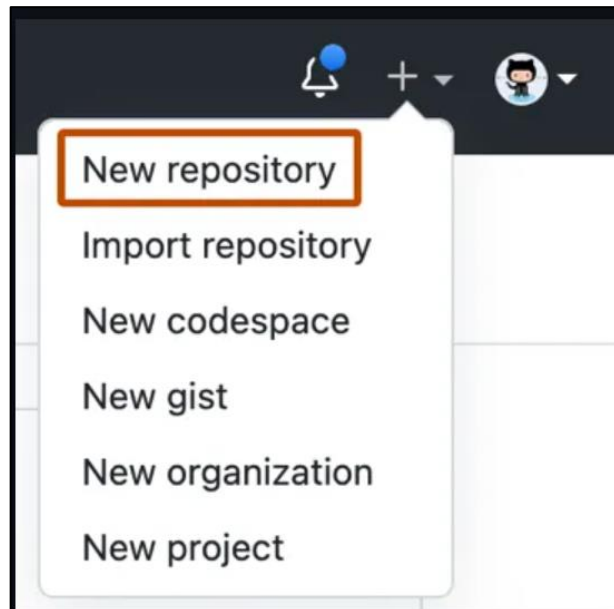 New repository
Import repository
New codespace
New gist
New organization
New project